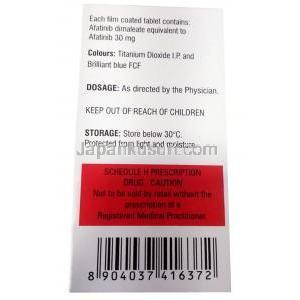 Each film coated tablet contains:
Afatinib dimaleate equivalent to
Afatinib 30 mg
Colours: Titanium Dioxide I.P. and
Brilliant blue FCF
DOSAGE: As directed by the Physician.
KEEP OUT OF REACH OF CHILDREN
STORAGE: Store below 30°C.
Protected from light and moisture.
SCHEDULE H PRESCRIPTION
DRUG - CAUTION
Not to be sold by retail without the
prescription of a
Registered Medical Practitioner.
8 904037 416372